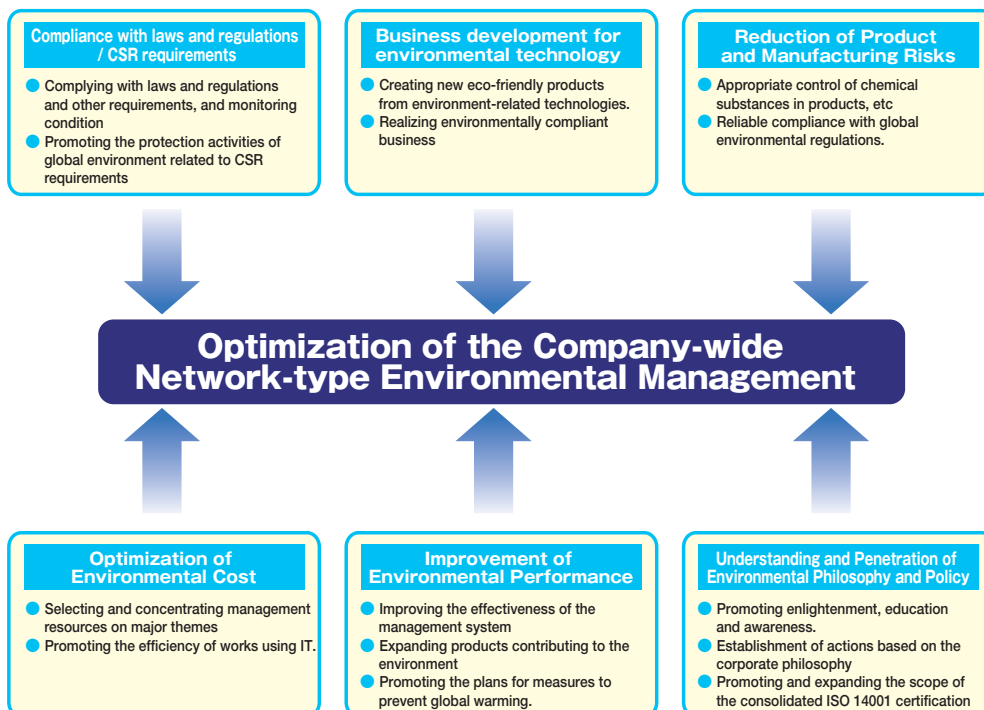 Compliance with laws and regulations
/ CSR requirements
● Complying with laws and regulations
and other requirements, and monitoring
condition
● Promoting the protection activities of
global environment related to CSR
requirements
Business development for
environmental technology
● Creating new eco-friendly products
from environment-related technologies.
● Realizing environmentally compliant
business
Reduction of Product
and Manufacturing Risks
● Appropriate control of chemical
substances in products, etc
● Reliable compliance with global
environmental regulations.
Optimization of the Company-wide
Network-type Environmental Management
Optimization of
Environmental Cost
● Selecting and concentrating management
resources on major themes
● Promoting the efficiency of works using IT.
Improvement of
Environmental Performance
● Improving the effectiveness of the
management system
● Expanding products contributing to the
environment
● Promoting the plans for measures to
prevent global warming.
Understanding and Penetration of
Environmental Philosophy and Policy
● Promoting enlightenment, education
and awareness.
● Establishment of actions based on the
corporate philosophy
● Promoting and expanding the scope of
the consolidated ISO 14001 certification